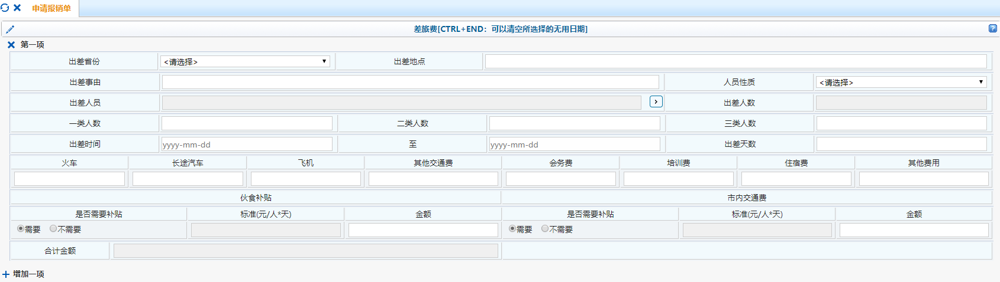 申请报销单
差旅费[CTRL+END：可以清空所选择的无用日期]
第一项
出差省份 <请选择> 出差地点
出差事由 人员性质 <请选择>
出差人员 出差人数
一类人数 二类人数 三类人数
出差时间 yyyy-mm-dd 至 yyyy-mm-dd 出差天数
火车 长途汽车 飞机 其他交通费 会务费 培训费 住宿费 其他费用
伙食补贴 市内交通费
是否需要补贴 标准(元/人*天) 金额 是否需要补贴 标准(元/人*天) 金额
需要 不需要 需要 不需要
合计金额
增加一项